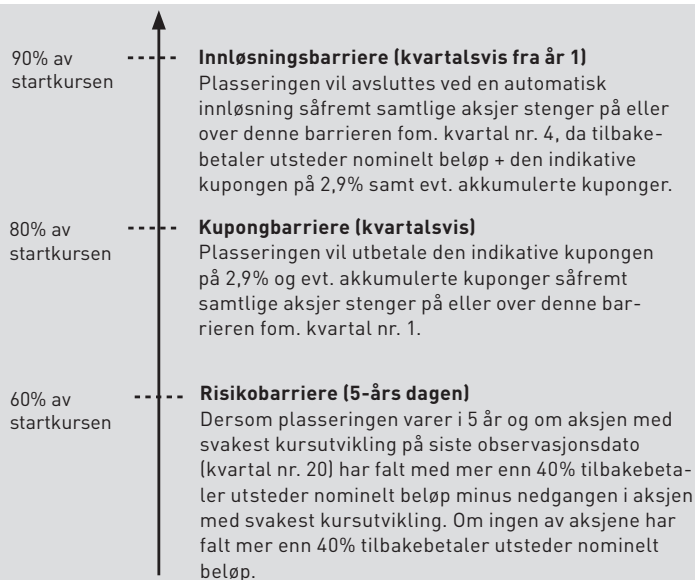 90% av
startkursen
Innløsningsbarriere (kvartalsvis fra år 1)
Plasseringen vil avsluttes ved en automatisk
innløsning såfremt samtlige aksjer stenger på eller
over denne barrieren fom. kvartal nr. 4, da tilbake-
betaler utsteder nominelt beløp + den indikative
kupongen på 2,9% samt evt. akkumulerte kuponger.
80% av
startkursen
Kupongbarriere (kvartalsvis)
Plasseringen vil utbetale den indikative kupongen
på 2,9% og evt. akkumulerte kuponger såfremt
samtlige aksjer stenger på eller over denne bar-
rieren fom. kvartal nr. 1.
60% av
startkursen
Risikobarriere (5-års dagen)
Dersom plasseringen varer i 5 år og om aksjen med
svakest kursutvikling på siste observasjonsdato
(kvartal nr. 20) har falt med mer enn 40% tilbakebeta-
ler utsteder nominelt beløp minus nedgangen i aksjen
med svakest kursutvikling. Om ingen av aksjene har
falt mer enn 40% tilbakebetaler utsteder nominelt
beløp.